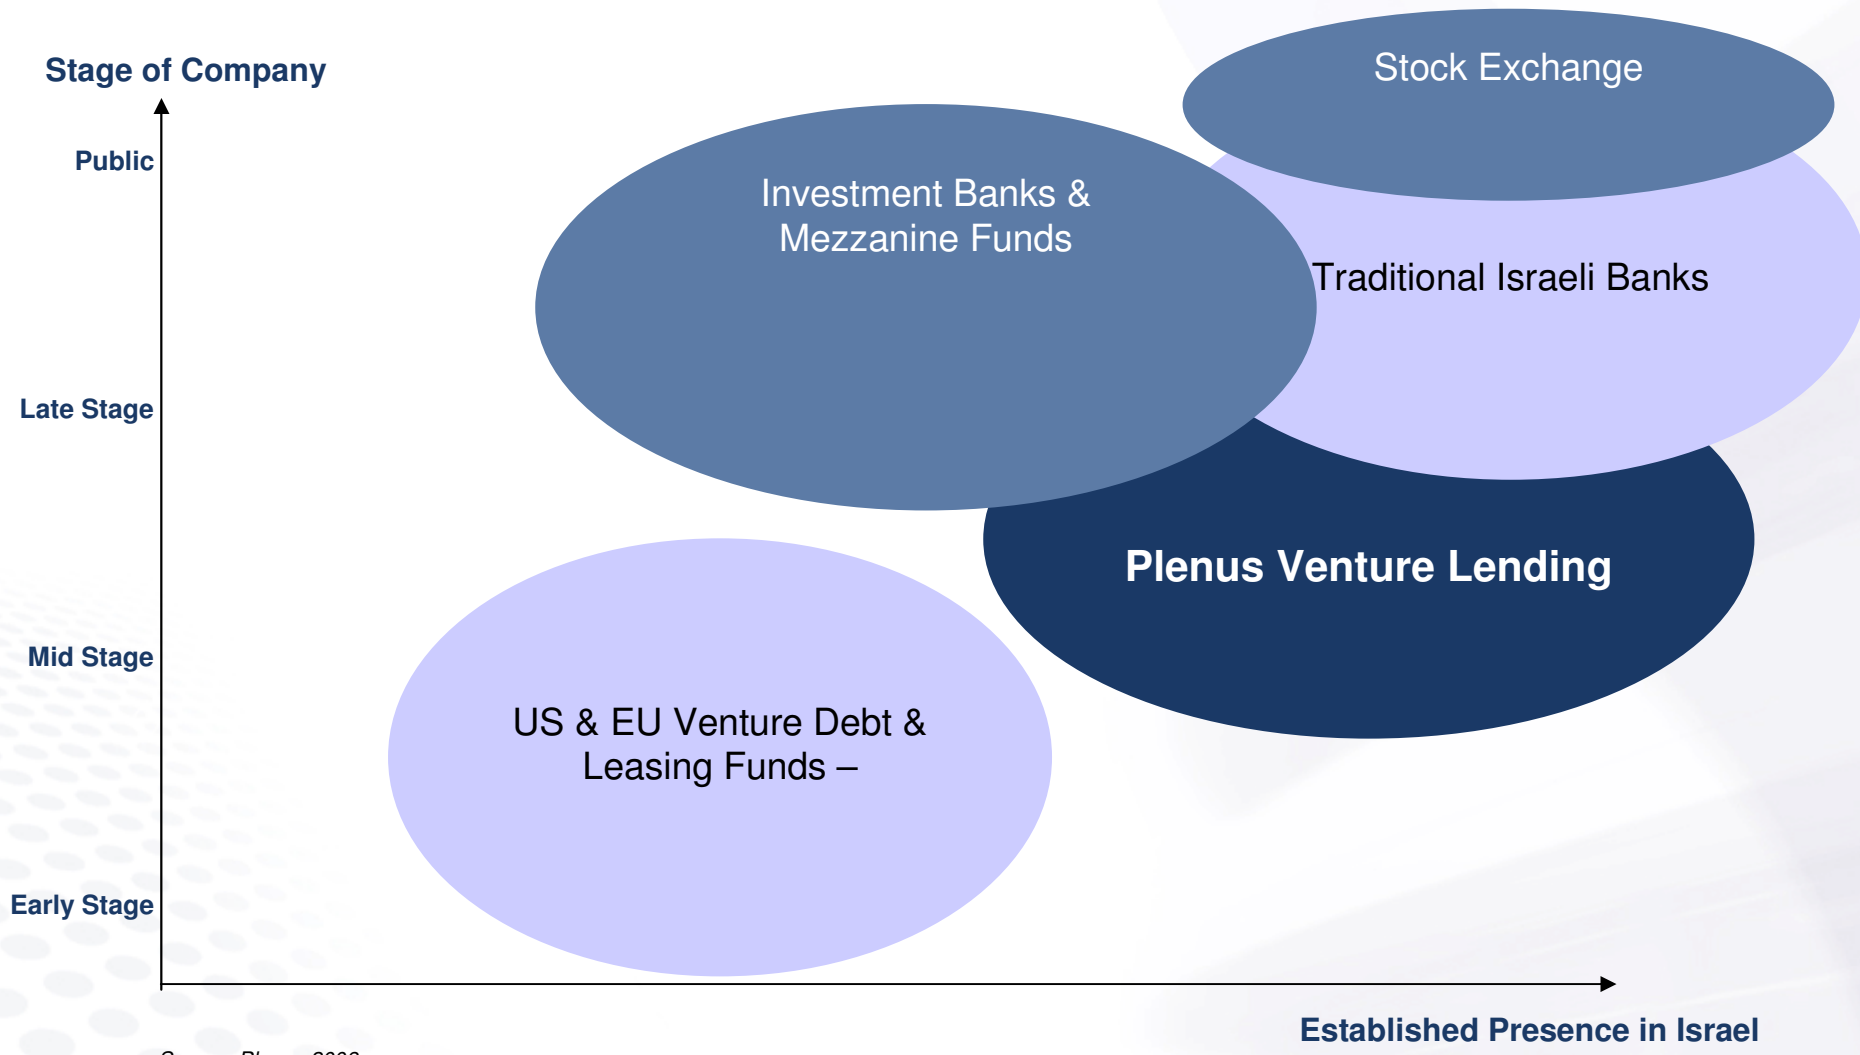 Stage of Company
Stock Exchange
Public
Investment Banks &
Mezzanine Funds
Traditional Israeli Banks
Late Stage
Plenus Venture Lending
Mid Stage
US & EU Venture Debt &
Leasing Funds –
Early Stage
Established Presence in Israel